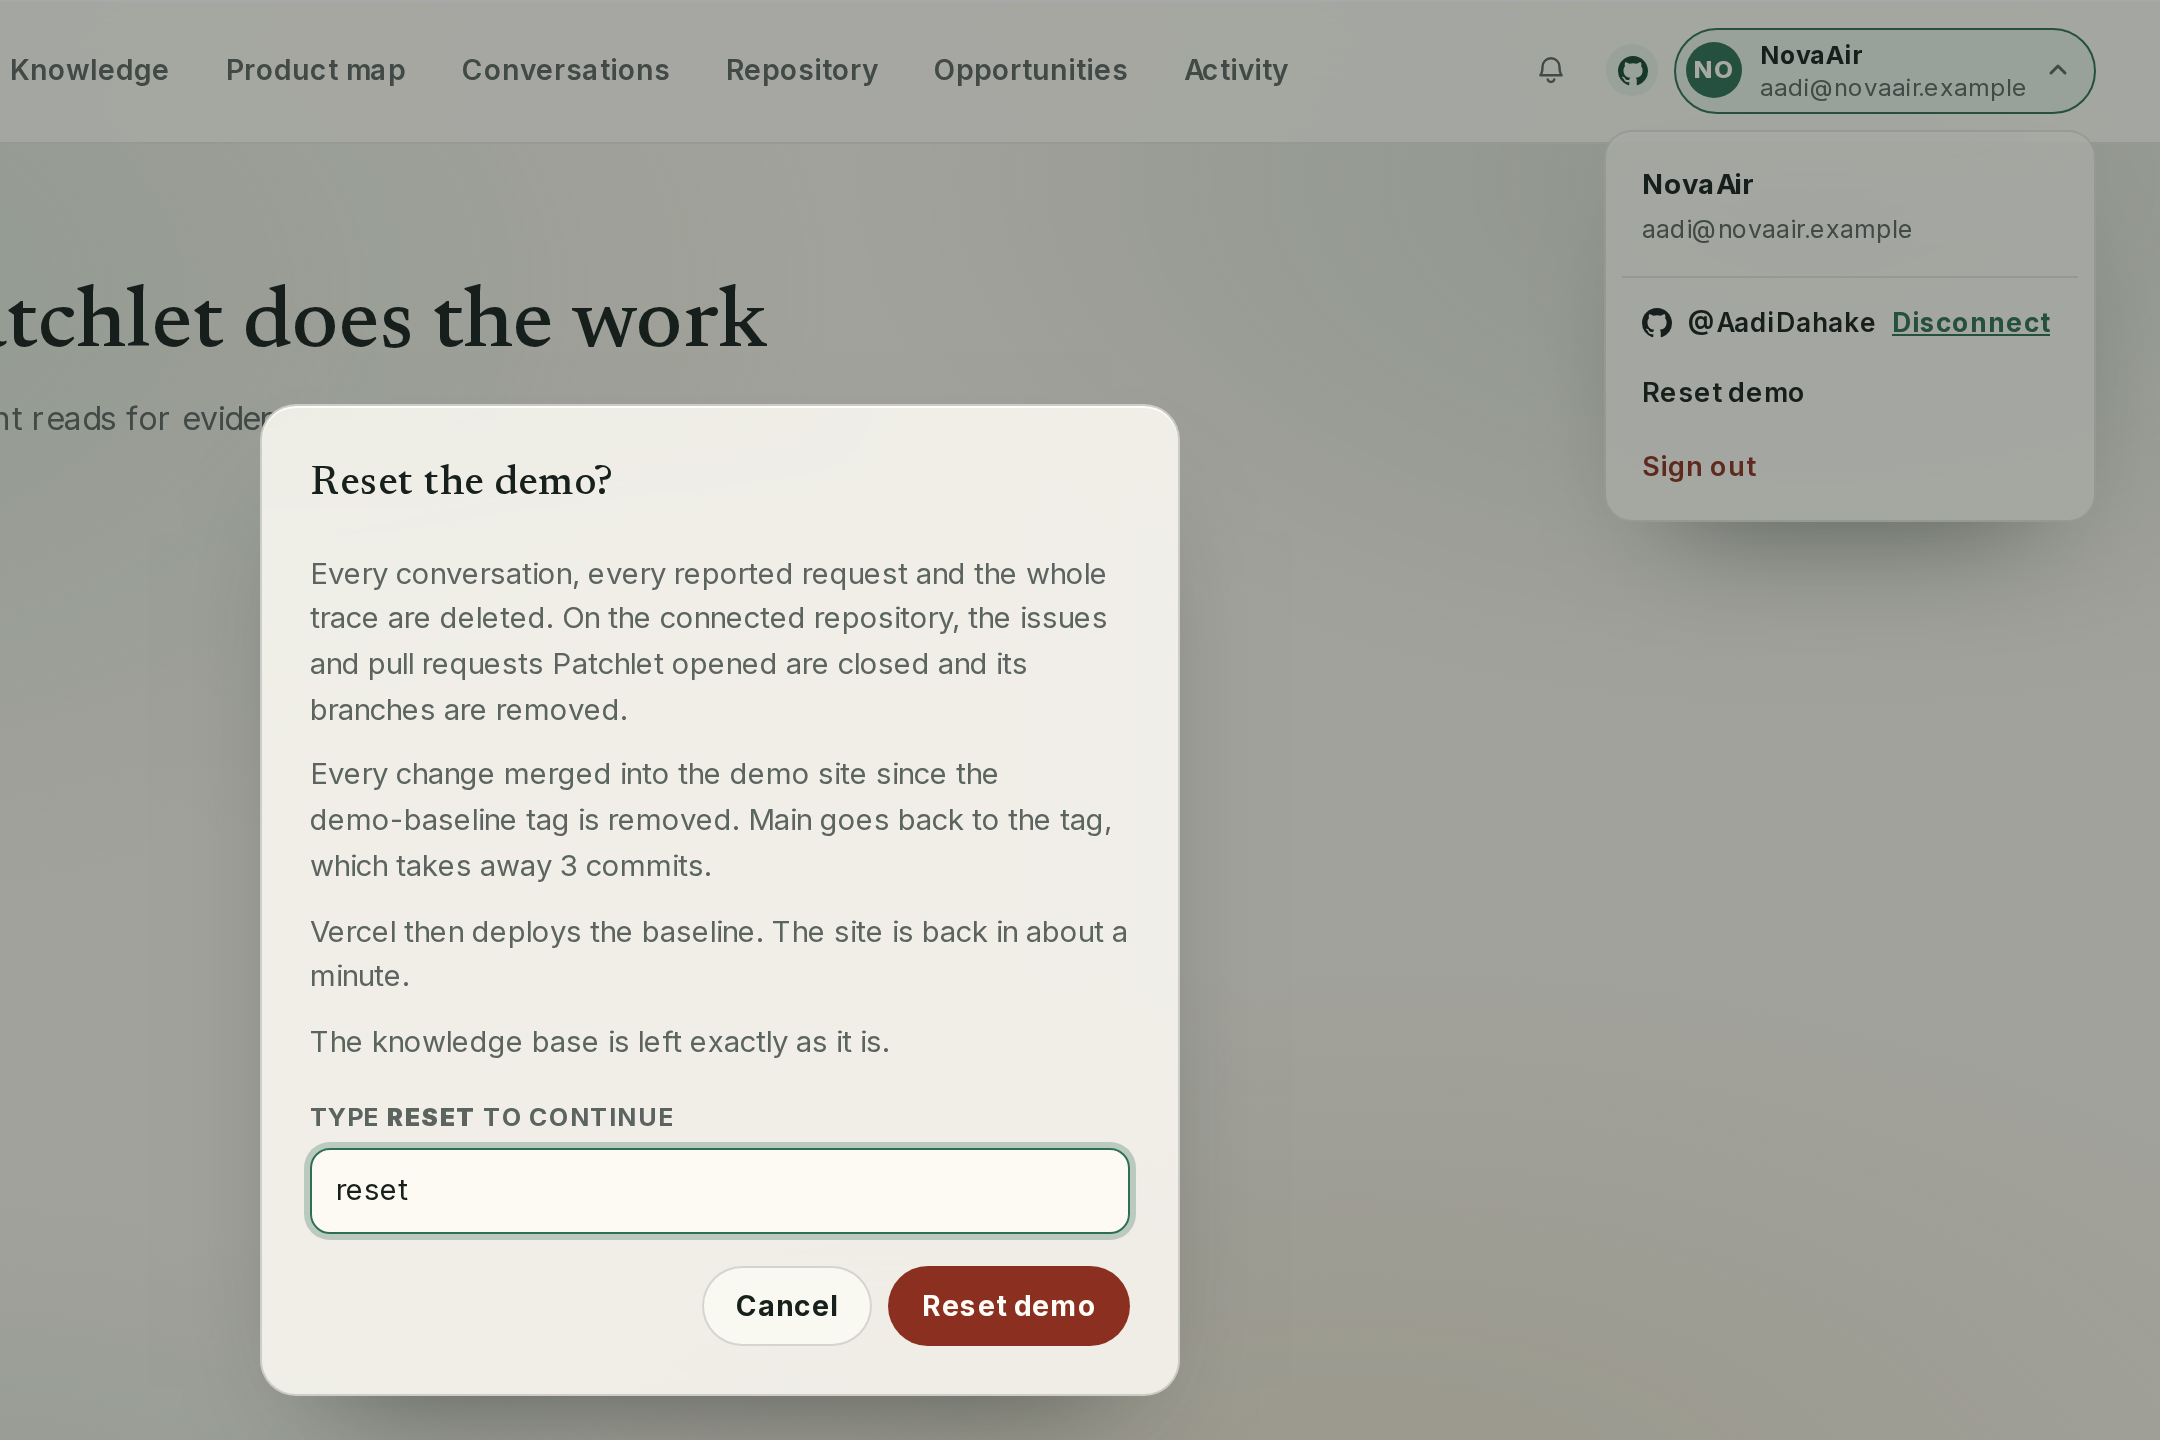 Knowledge
Product map
Conversations
Repository
Opportunities
Activity
NO
NovaAir
aadi@novaair.example
NovaAir
aadi@novaair.example
@AadiDahake Disconnect
Reset demo
Sign out
atchlet does the work
nt reads for eviden
Reset the demo?
Every conversation, every reported request and the whole
trace are deleted. On the connected repository, the issues
and pull requests Patchlet opened are closed and its
branches are removed.
Every change merged into the demo site since the
demo-baseline tag is removed. Main goes back to the tag,
which takes away 3 commits.
Vercel then deploys the baseline. The site is back in about a
minute.
The knowledge base is left exactly as it is.
TYPE RESET TO CONTINUE
reset
Cancel
Reset demo